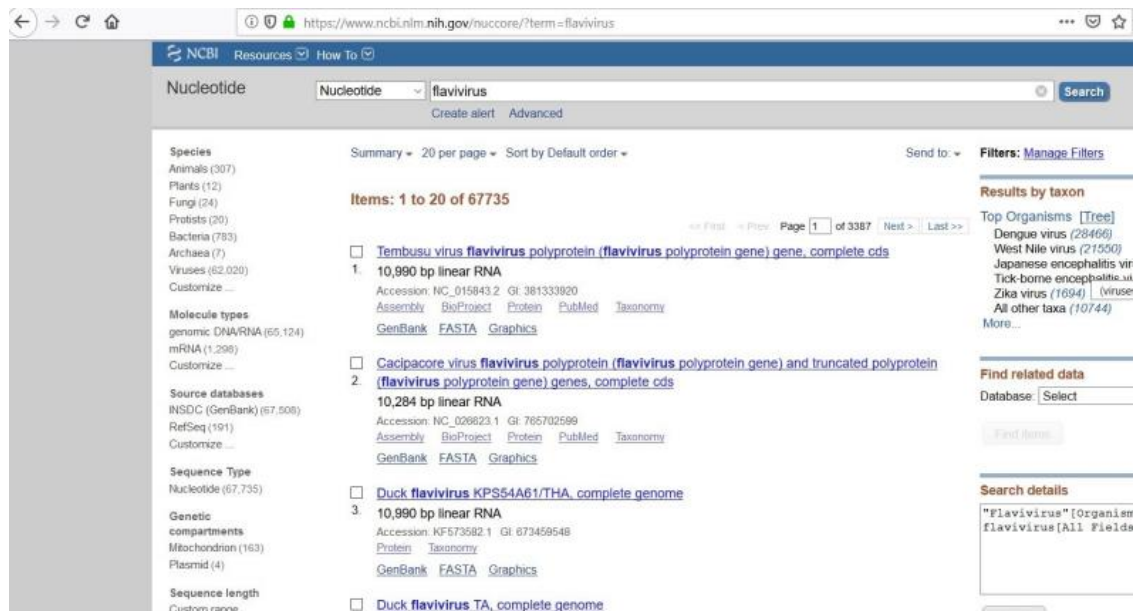 https://www.ncbi.nlm.nih.gov/nuccore/?term=flavivirus
NCBI Resources How To
Nucleotide
Nucleotide flavivirus Search
Create alert Advanced
Species
Animals (307)
Plants (12)
Fungi (24)
Protists (20)
Bacteria (783)
Archaea (7)
Viruses (62,020)
Customize ...
Molecule types
genomic DNA/RNA (65,124)
mRNA (1,298)
Customize ...
Source databases
INSDC (GenBank) (67,508)
RefSeq (191)
Customize ...
Sequence Type
Nucleotide (67,735)
Genetic
compartments
Mitochondrion (163)
Plasmid (4)
Sequence length
Custom range
Summary 20 per page Sort by Default order Send to:
Items: 1 to 20 of 67735
<< First < Prev Page 1 of 3387 Next > Last >>
Tembusu virus flavivirus polyprotein (flavivirus polyprotein gene) gene, complete cds
1. 10,990 bp linear RNA
Accession: NC_015843.2 GI: 381333920
Assembly BioProject Protein PubMed Taxonomy
GenBank FASTA Graphics
Cacipacore virus flavivirus polyprotein (flavivirus polyprotein gene) and truncated polyprotein
2. (flavivirus polyprotein gene) genes, complete cds
10,284 bp linear RNA
Accession: NC_026623.1 GI: 765702599
Assembly BioProject Protein PubMed Taxonomy
GenBank FASTA Graphics
Duck flavivirus KPS54A61/THA, complete genome
3. 10,990 bp linear RNA
Accession: KF573582.1 GI: 673459548
Protein Taxonomy
GenBank FASTA Graphics
Duck flavivirus TA, complete genome
Filters: Manage Filters
Results by taxon
Top Organisms [Tree]
Dengue virus (28466)
West Nile virus (21550)
Japanese encephalitis vir
Tick-borne encephalitis vi
Zika virus (1694) (viruses
All other taxa (10744)
More...
Find related data
Database: Select
Find items
Search details
"Flavivirus"[Organism
flavivirus[All Fields